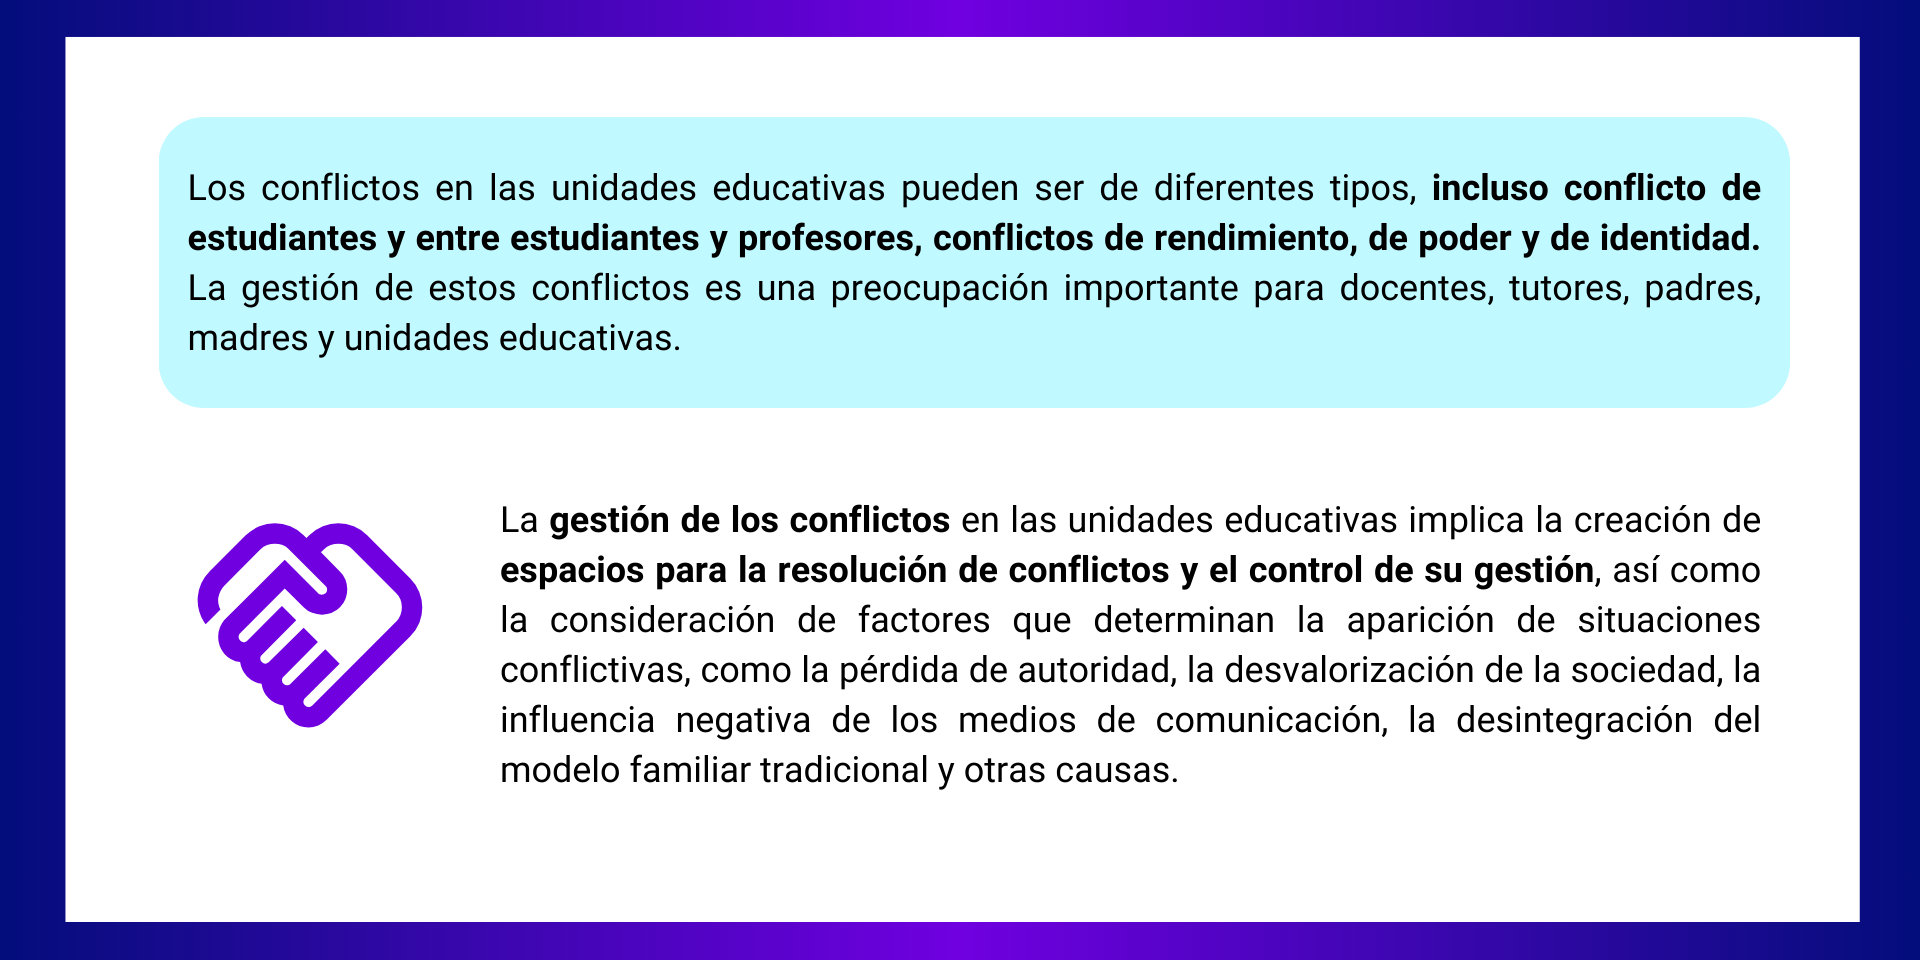 Los conflictos en las unidades educativas pueden ser de diferentes tipos, incluso conflicto de
estudiantes y entre estudiantes y profesores, conflictos de rendimiento, de poder y de identidad.
La gestión de estos conflictos es una preocupación importante para docentes, tutores, padres,
madres y unidades educativas.
La gestión de los conflictos en las unidades educativas implica la creación de
espacios para la resolución de conflictos y el control de su gestión, así como
la consideración de factores que determinan la aparición de situaciones
conflictivas, como la pérdida de autoridad, la desvalorización de la sociedad, la
influencia negativa de los medios de comunicación, la desintegración del
modelo familiar tradicional y otras causas.